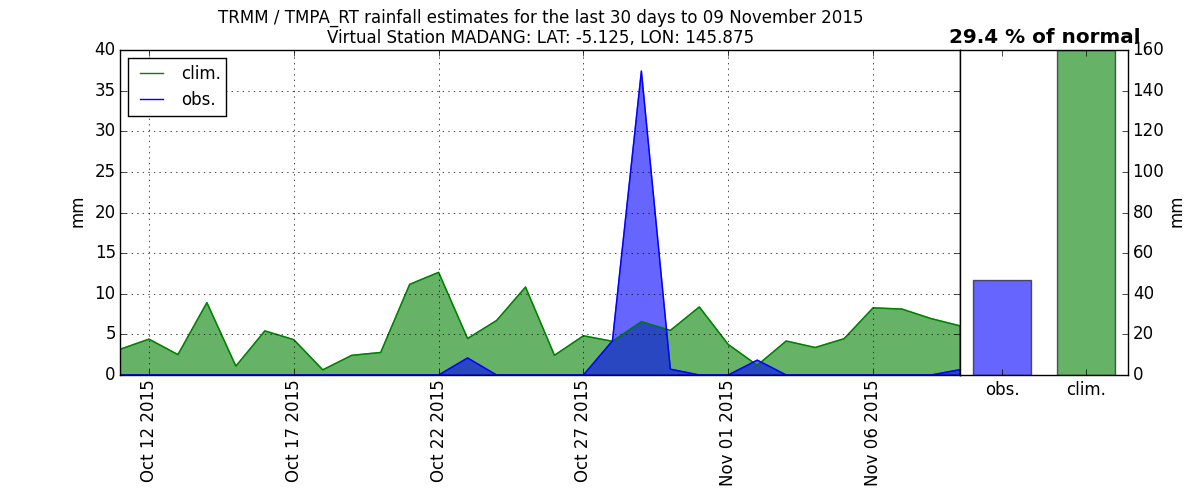 TRMM / TMPA_RT rainfall estimates for the last 30 days to 09 November 2015
Virtual Station MADANG: LAT: -5.125, LON: 145.875
29.4 % of normal
clim.
obs.
mm
40
35
30
25
20
15
10
5
0
Oct 12 2015
Oct 17 2015
Oct 22 2015
Oct 27 2015
Nov 01 2015
Nov 06 2015
obs.
clim.
160
140
120
100
80
60
40
20
0
mm